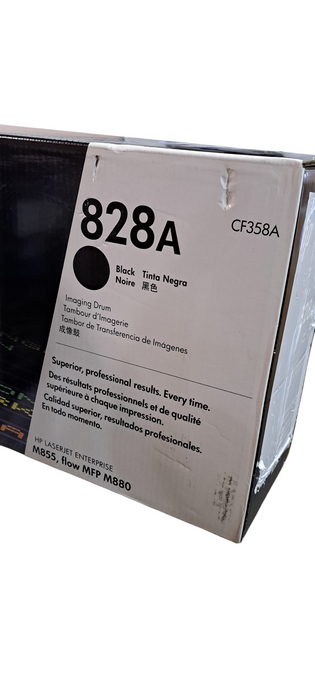 828A
CF358A
Black Tinta Negra
Noire 黑色
Imaging Drum
Tambour d'Imagerie
Tambor de Transferencia de Imágenes
成像鼓
Superior, professional results. Every time.
Des résultats professionnels et de qualité
supérieure à chaque impression.
Calidad superior, resultados profesionales.
En todo momento.
HP LASERJET ENTERPRISE
M855, flow MFP M880